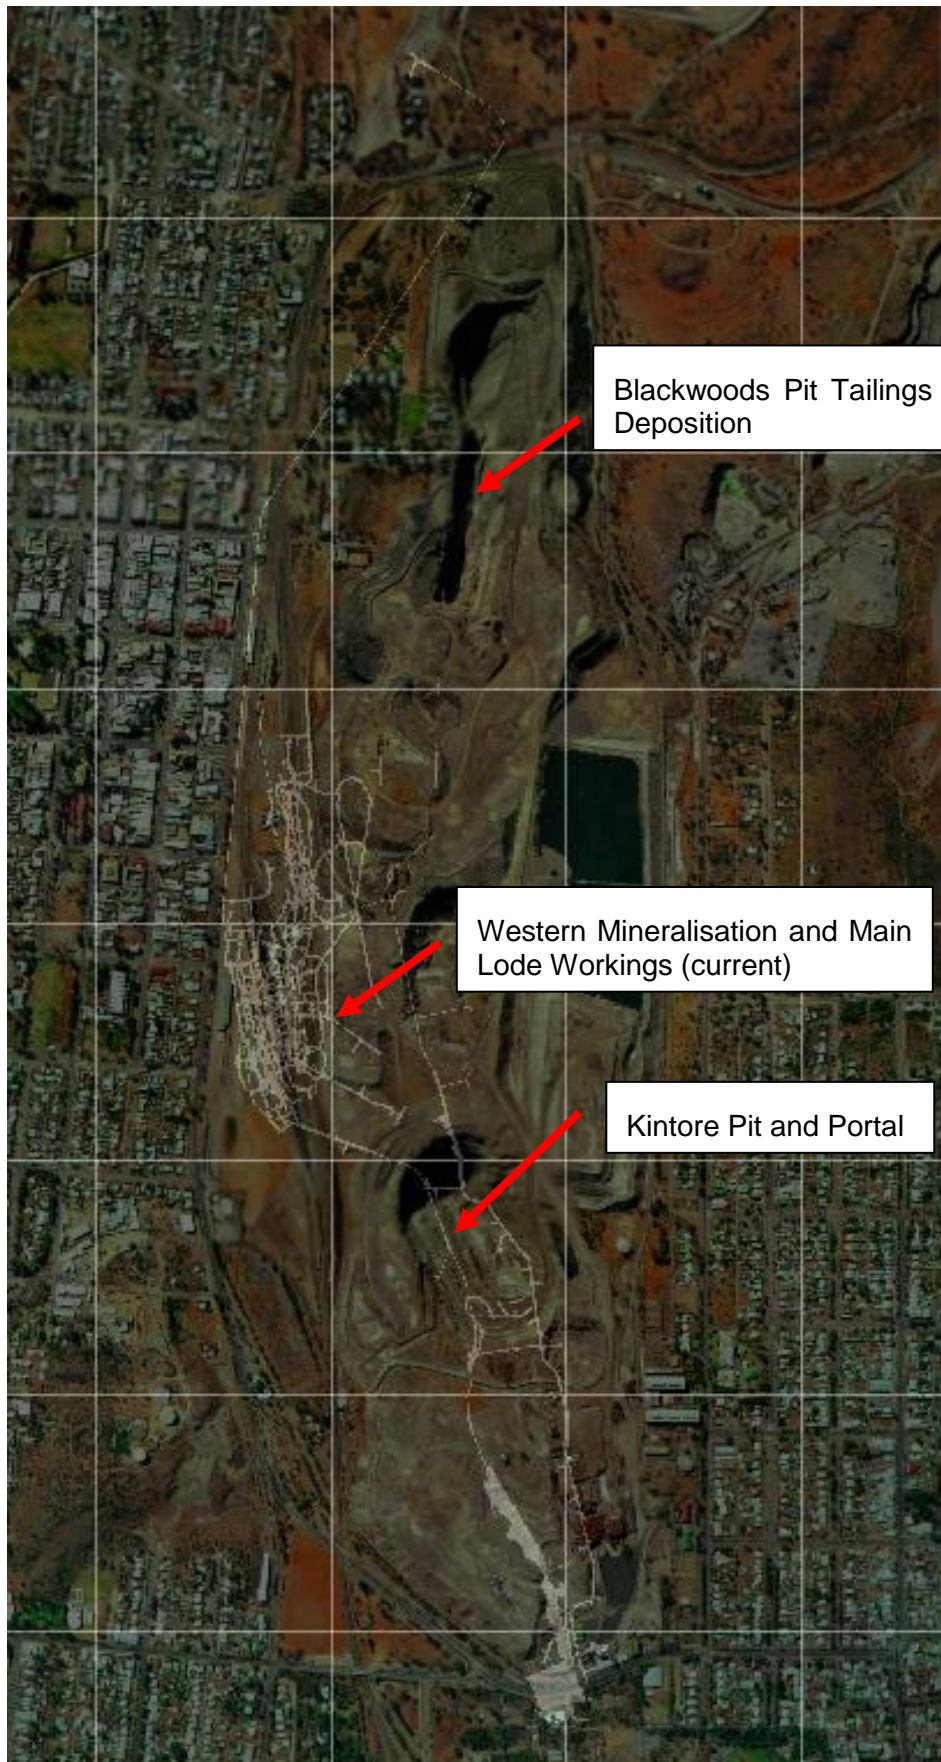 Blackwoods Pit Tailings
Deposition
Western Mineralisation and Main
Lode Workings (current)
Kintore Pit and Portal